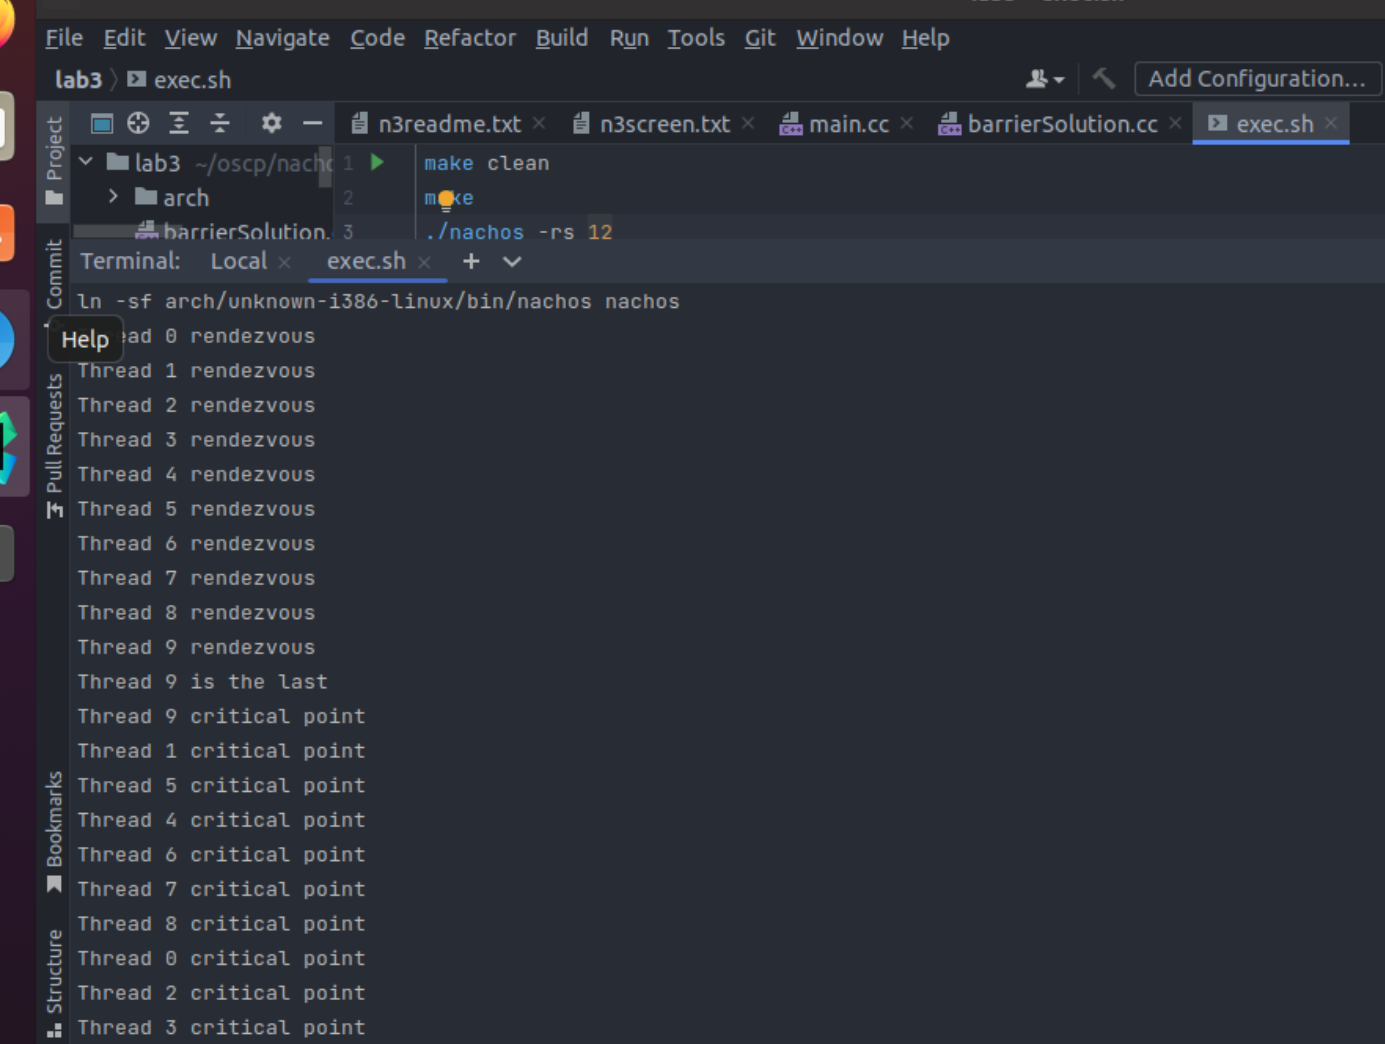 File Edit View Navigate Code Refactor Build Run Tools Git Window Help
lab3 exec.sh Add Configuration...
Project
n3readme.txt n3screen.txt main.cc barrierSolution.cc exec.sh
lab3 ~/oscp/nacho
arch
barrierSolution.
1 make clean
2
3 ./nachos -rs 12
Commit
Pull Requests
Bookmarks
Structure
Terminal: Local exec.sh
ln -sf arch/unknown-i386-linux/bin/nachos nachos
Help
ead 0 rendezvous
Thread 1 rendezvous
Thread 2 rendezvous
Thread 3 rendezvous
Thread 4 rendezvous
Thread 5 rendezvous
Thread 6 rendezvous
Thread 7 rendezvous
Thread 8 rendezvous
Thread 9 rendezvous
Thread 9 is the last
Thread 9 critical point
Thread 1 critical point
Thread 5 critical point
Thread 4 critical point
Thread 6 critical point
Thread 7 critical point
Thread 8 critical point
Thread 0 critical point
Thread 2 critical point
Thread 3 critical point